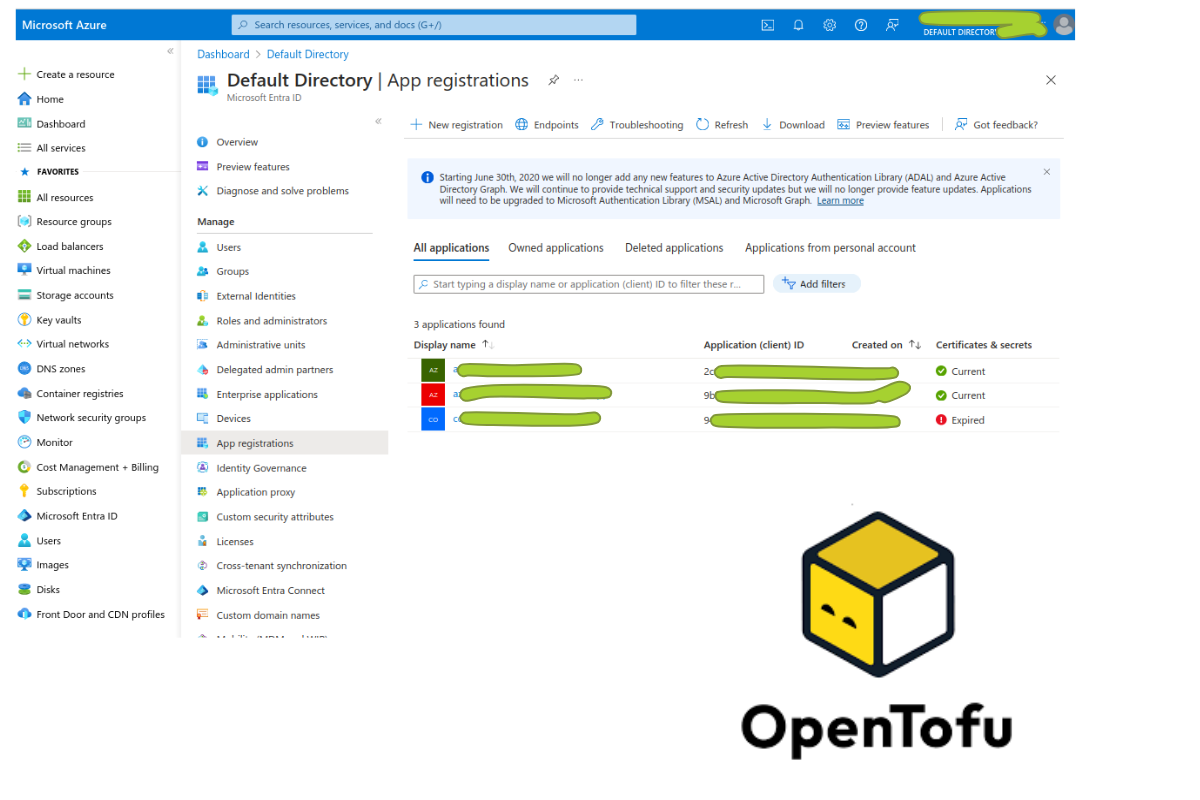 Microsoft Azure
Search resources, services, and docs (G+/)
DEFAULT DIRECTOR
Create a resource
Home
Dashboard
All services
FAVORITES
All resources
Resource groups
Load balancers
Virtual machines
Storage accounts
Key vaults
Virtual networks
DNS zones
Container registries
Network security groups
Monitor
Cost Management + Billing
Subscriptions
Microsoft Entra ID
Users
Images
Disks
Front Door and CDN profiles
Dashboard > Default Directory
Default Directory | App registrations
Microsoft Entra ID
Overview
Preview features
Diagnose and solve problems
Manage
Users
Groups
External Identities
Roles and administrators
Administrative units
Delegated admin partners
Enterprise applications
Devices
App registrations
Identity Governance
Application proxy
Custom security attributes
Licenses
Cross-tenant synchronization
Microsoft Entra Connect
Custom domain names
New registration Endpoints Troubleshooting Refresh Download Preview features Got feedback?
Starting June 30th, 2020 we will no longer add any new features to Azure Active Directory Authentication Library (ADAL) and Azure Active
Directory Graph. We will continue to provide technical support and security updates but we will no longer provide feature updates. Applications
will need to be upgraded to Microsoft Authentication Library (MSAL) and Microsoft Graph. Learn more
All applications Owned applications Deleted applications Applications from personal account
Start typing a display name or application (client) ID to filter these r... Add filters
3 applications found
Display name Application (client) ID Created on Certificates & secrets
AZ a 2c Current
AZ az 9b Current
CO co 9 Expired
OpenTofu